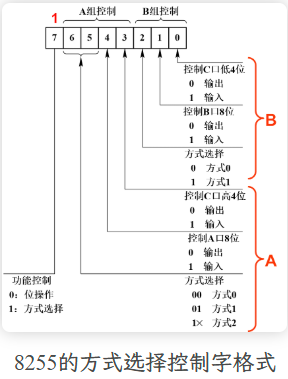 1
A组控制 B组控制
7 6 5 4 3 2 1 0
控制C口低4位
0 输出
1 输入
控制B口8位
0 输出
1 输入
方式选择
0 方式0
1 方式1
B
控制C口高4位
0 输出
1 输入
控制A口8位
0 输出
1 输入
方式选择
00 方式0
01 方式1
1× 方式2
A
功能控制
0：位操作
1：方式选择
8255的方式选择控制字格式